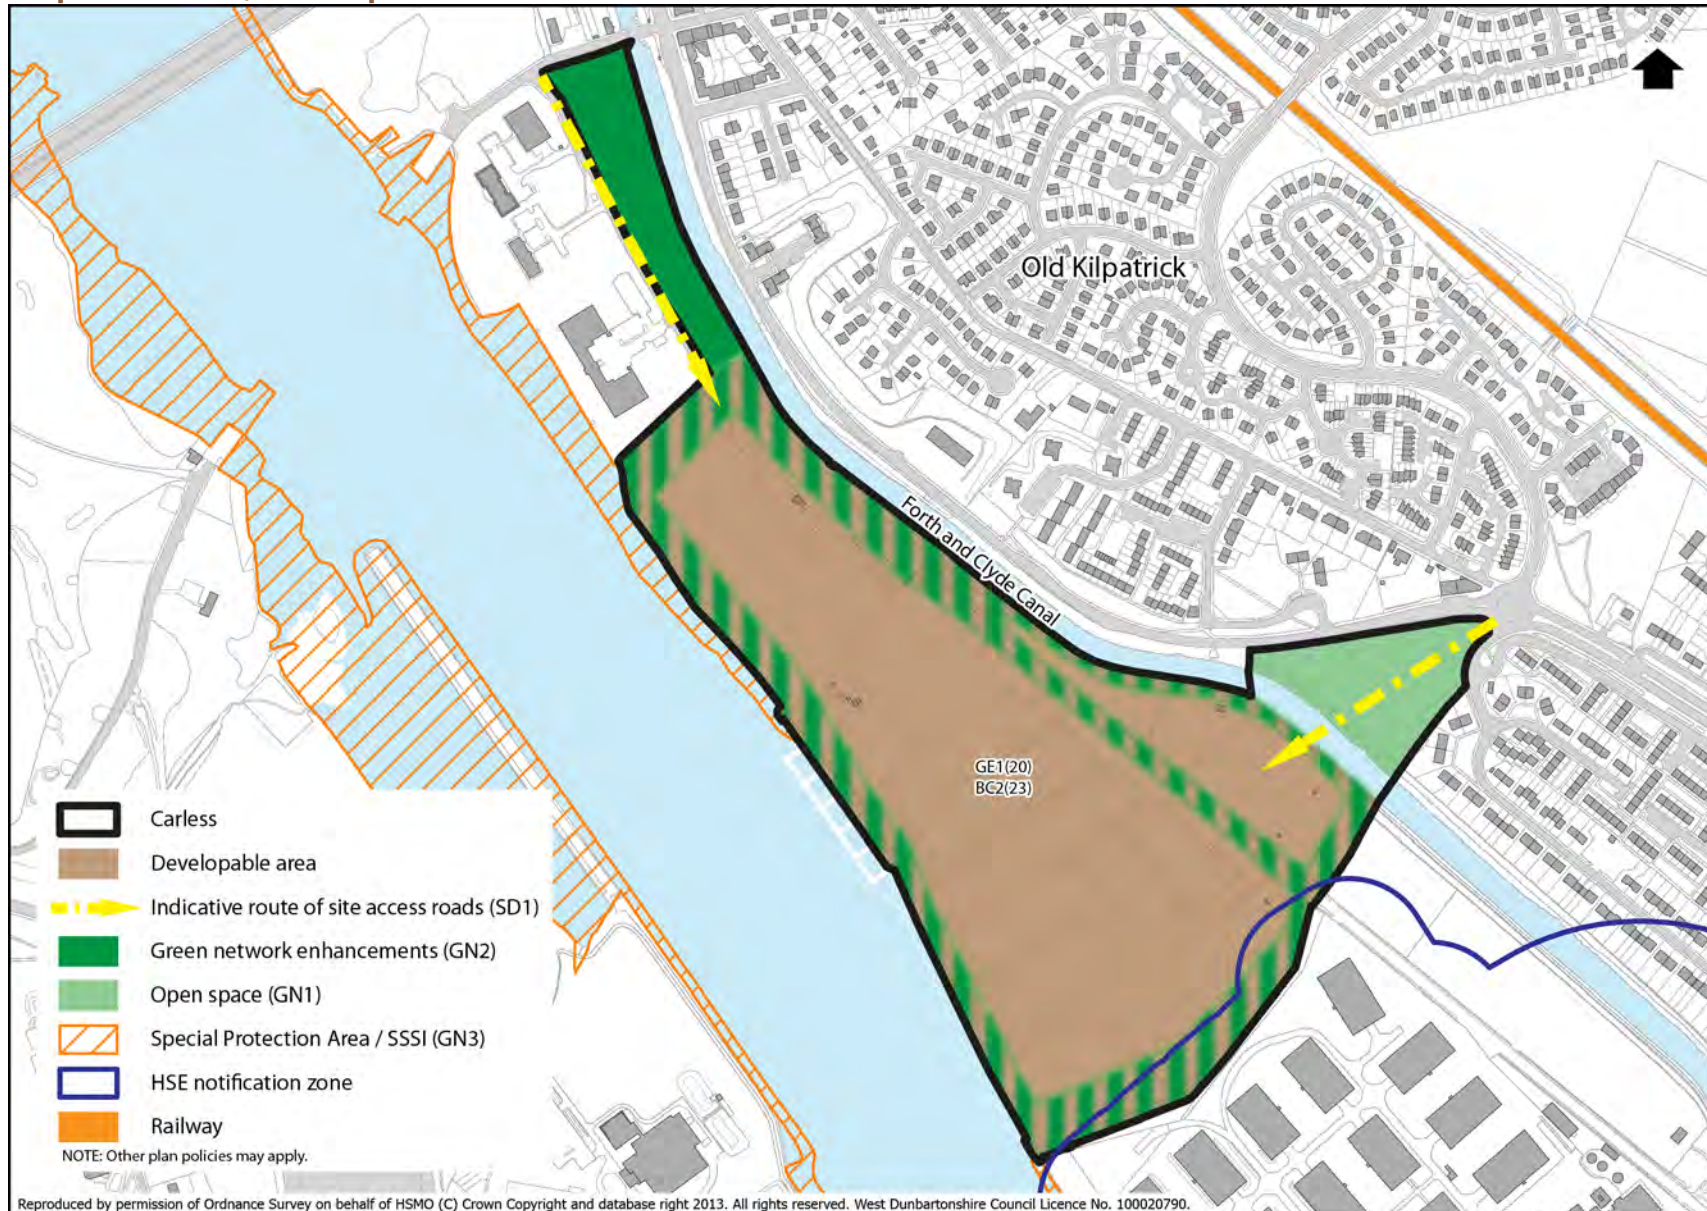 Old Kilpatrick
Forth and Clyde Canal
GE1(20)
BC2(23)
Carless
Developable area
Indicative route of site access roads (SD1)
Green network enhancements (GN2)
Open space (GN1)
Special Protection Area / SSSI (GN3)
HSE notification zone
Railway
NOTE: Other plan policies may apply.
Reproduced by permission of Ordnance Survey on behalf of HSMO (C) Crown Copyright and database right 2013. All rights reserved. West Dunbartonshire Council Licence No. 100020790.